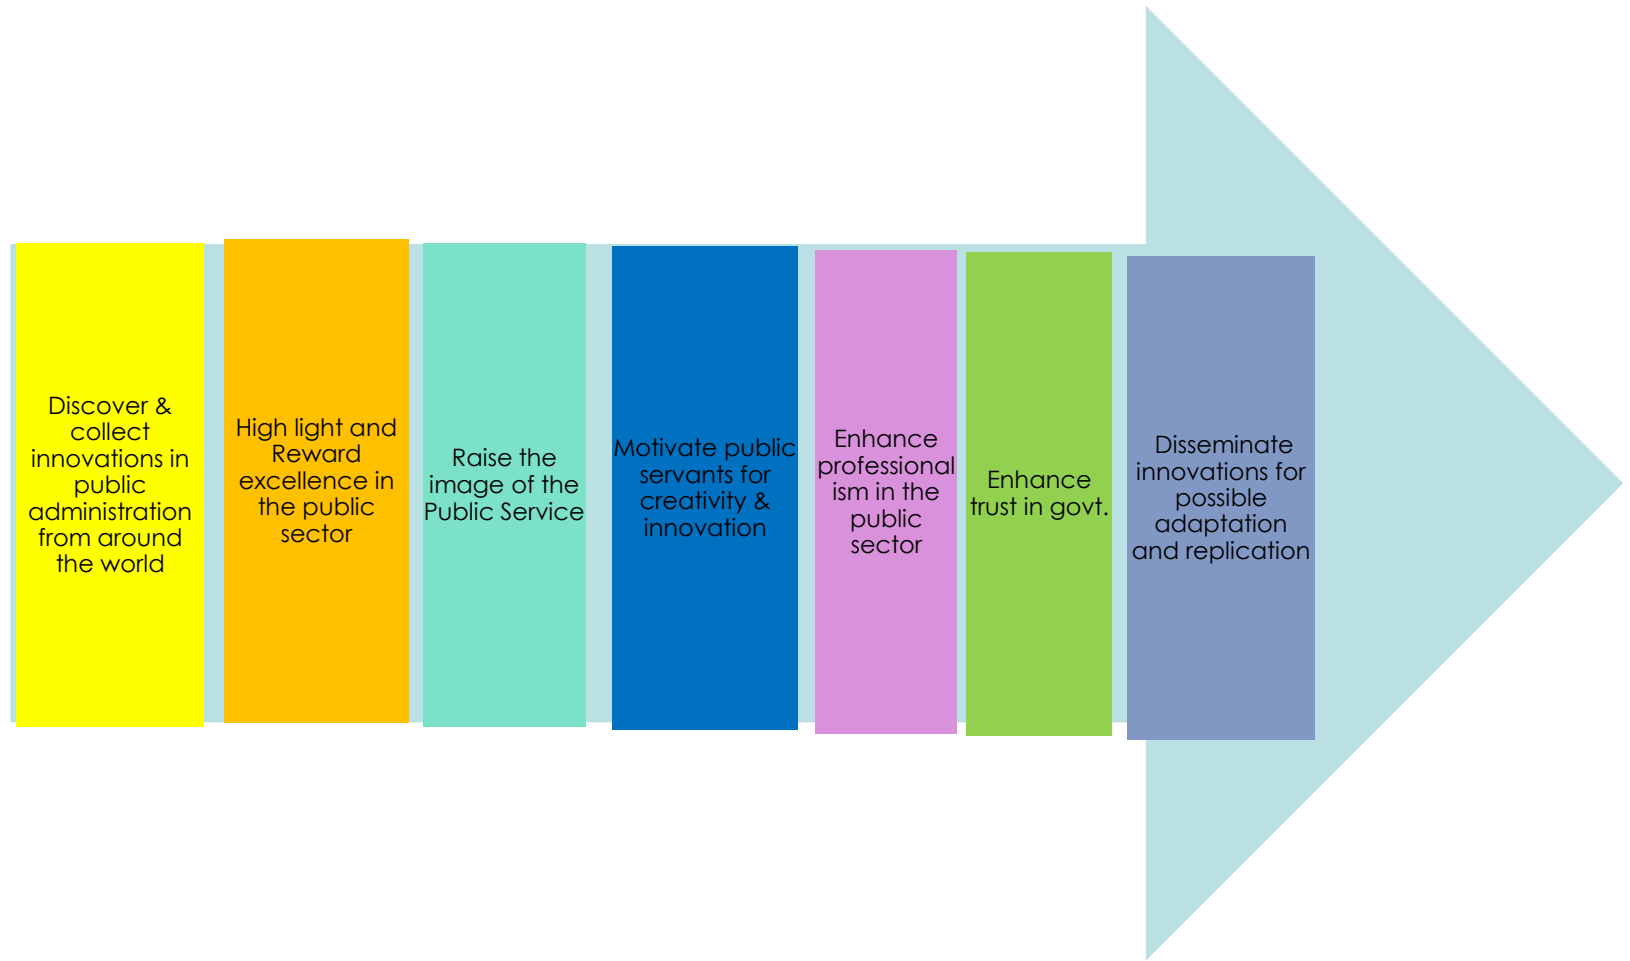 Discover &
collect
innovations in
public
administration
from around
the world
High light and
Reward
excellence in
the public
sector
Raise the
image of the
Public Service
Motivate public
servants for
creativity &
innovation
Enhance
professional
ism in the
public
sector
Enhance
trust in govt.
Disseminate
innovations for
possible
adaptation
and replication